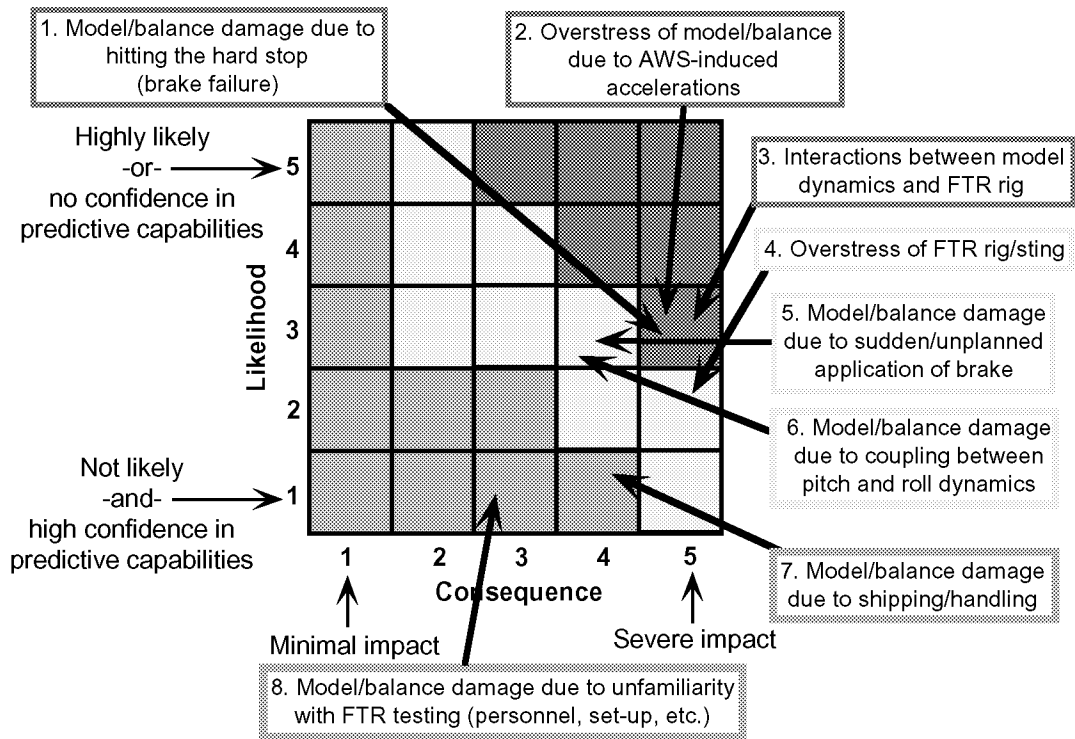 1. Model/balance damage due to
hitting the hard stop
(brake failure)
2. Overstress of model/balance
due to AWS-induced
accelerations
Highly likely
-or-
no confidence in
predictive capabilities
3. Interactions between model
dynamics and FTR rig
4. Overstress of FTR rig/sting
5. Model/balance damage
due to sudden/unplanned
application of brake
6. Model/balance damage
due to coupling between
pitch and roll dynamics
7. Model/balance damage
due to shipping/handling
Likelihood
5
4
3
2
1
Not likely
-and-
high confidence in
predictive capabilities
1 2 3 4 5
Consequence
Minimal impact
Severe impact
8. Model/balance damage due to unfamiliarity
with FTR testing (personnel, set-up, etc.)